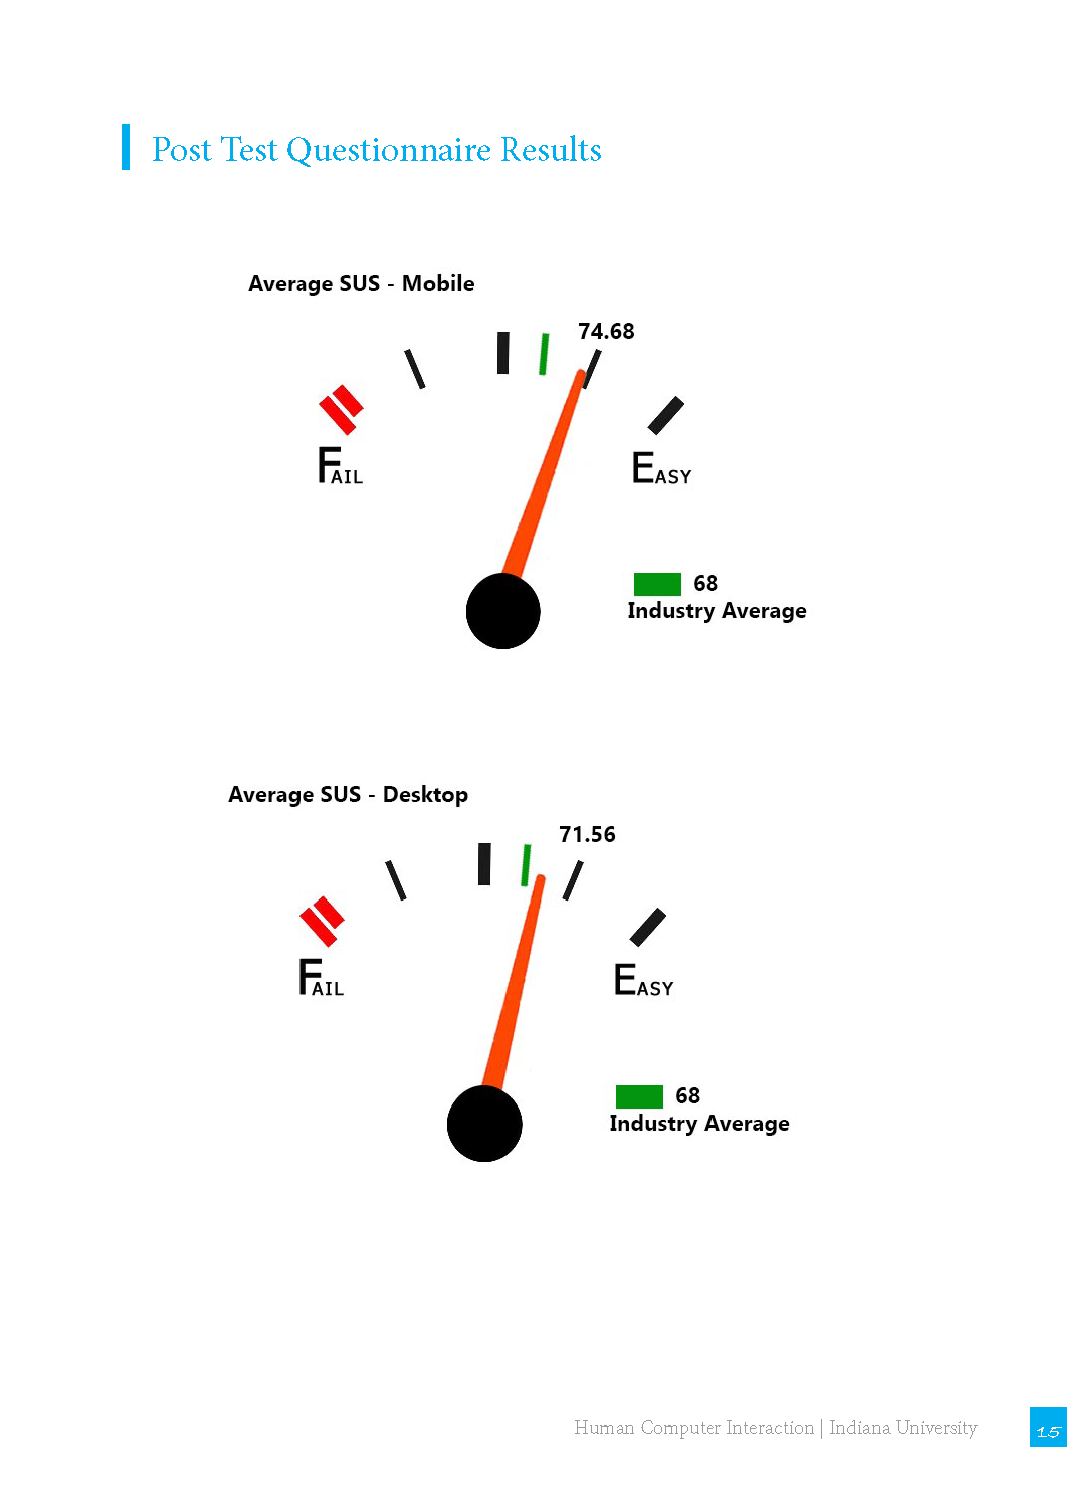 Post Test Questionnaire Results
Average SUS - Mobile
74.68
FAIL
EASY
68
Industry Average
Average SUS - Desktop
71.56
FAIL
EASY
68
Industry Average
Human Computer Interaction | Indiana University
15